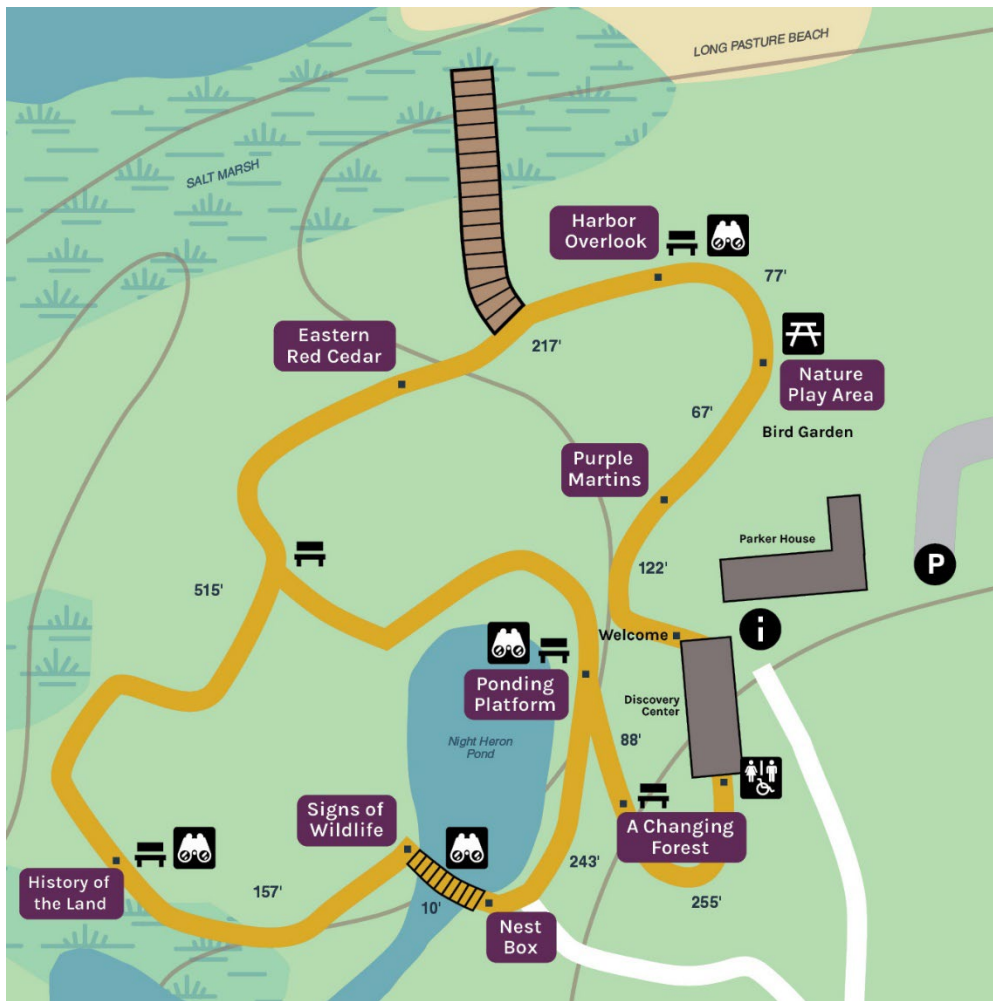 LONG PASTURE BEACH
SALT MARSH
Harbor
Overlook
77'
Eastern
Red Cedar
217'
Nature
Play Area
67'
Bird Garden
Purple
Martins
Parker House
P
122'
515'
Welcome
i
Ponding
Platform
Discovery
Center
Night Heron
Pond
88'
Signs of
Wildlife
A Changing
Forest
243'
History of
the Land
157'
10'
255'
Nest
Box